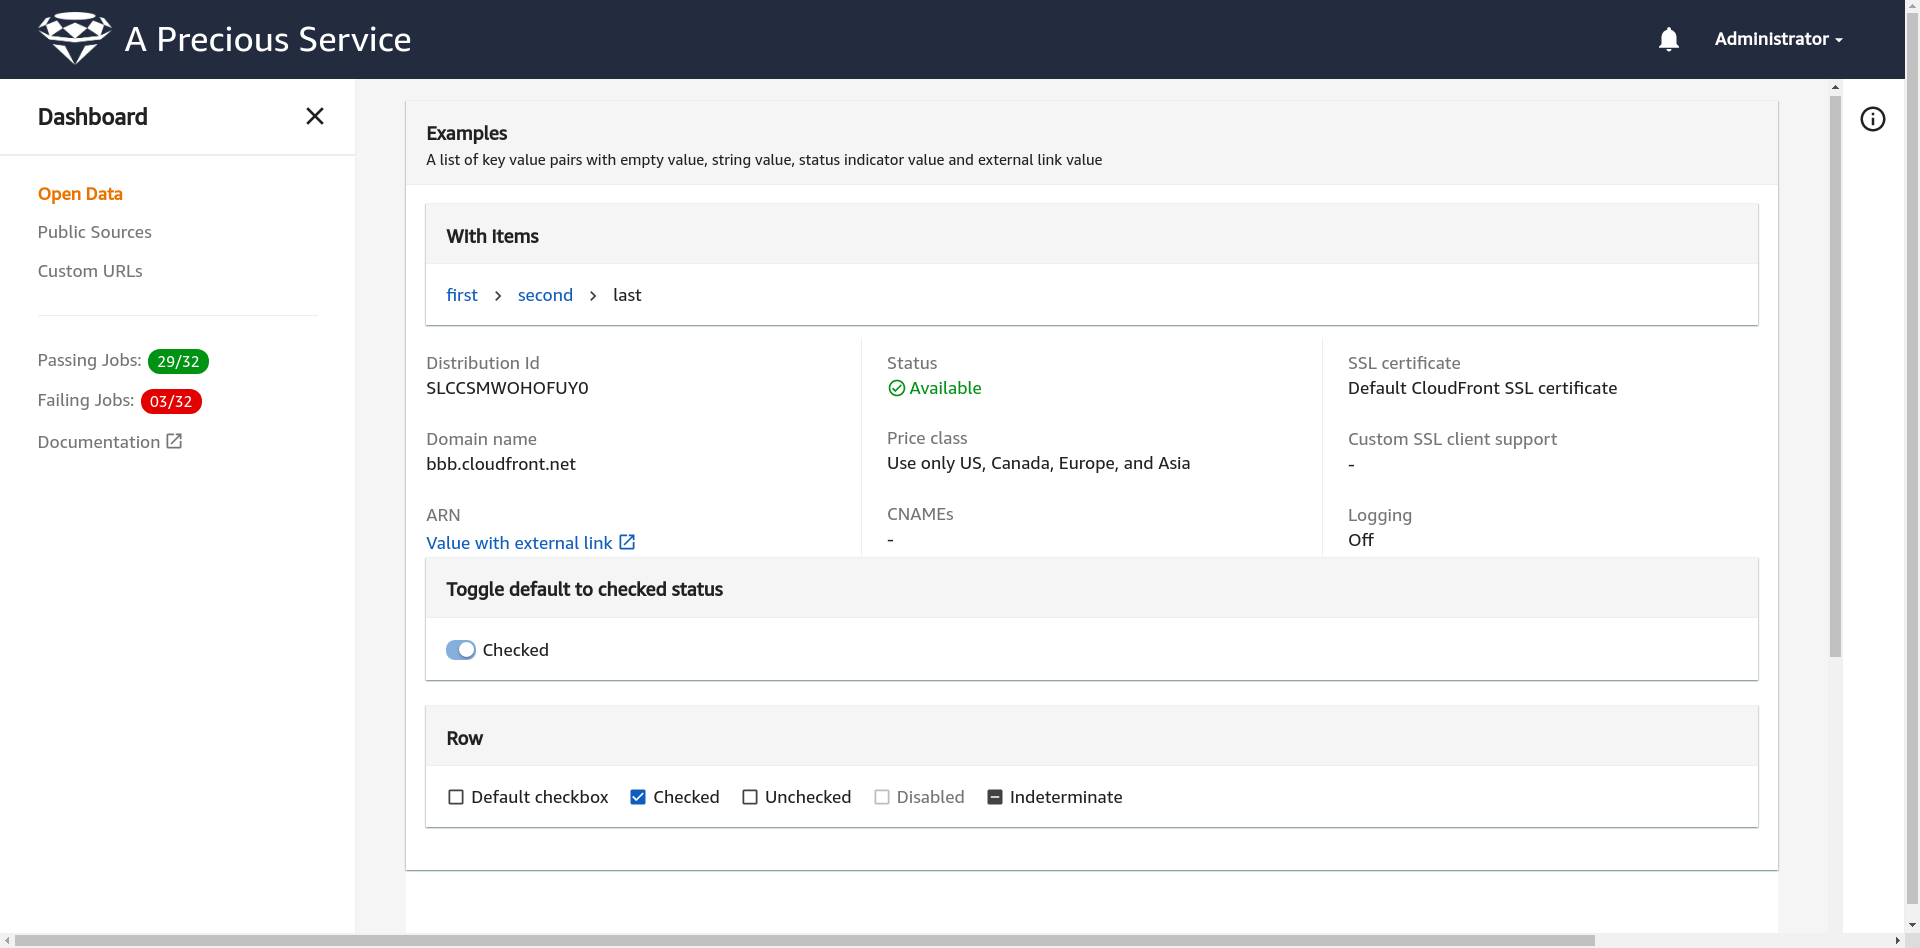 A Precious Service
Administrator
Dashboard
Open Data
Public Sources
Custom URLs
Passing Jobs: 29/32
Failing Jobs: 03/32
Documentation
Examples
A list of key value pairs with empty value, string value, status indicator value and external link value
With Items
first > second > last
Distribution Id
SLCCSMWOHOFUY0
Domain name
bbb.cloudfront.net
ARN
Value with external link
Status
Available
Price class
Use only US, Canada, Europe, and Asia
CNAMEs
-
SSL certificate
Default CloudFront SSL certificate
Custom SSL client support
-
Logging
Off
Toggle default to checked status
Checked
Row
Default checkbox Checked Unchecked Disabled Indeterminate